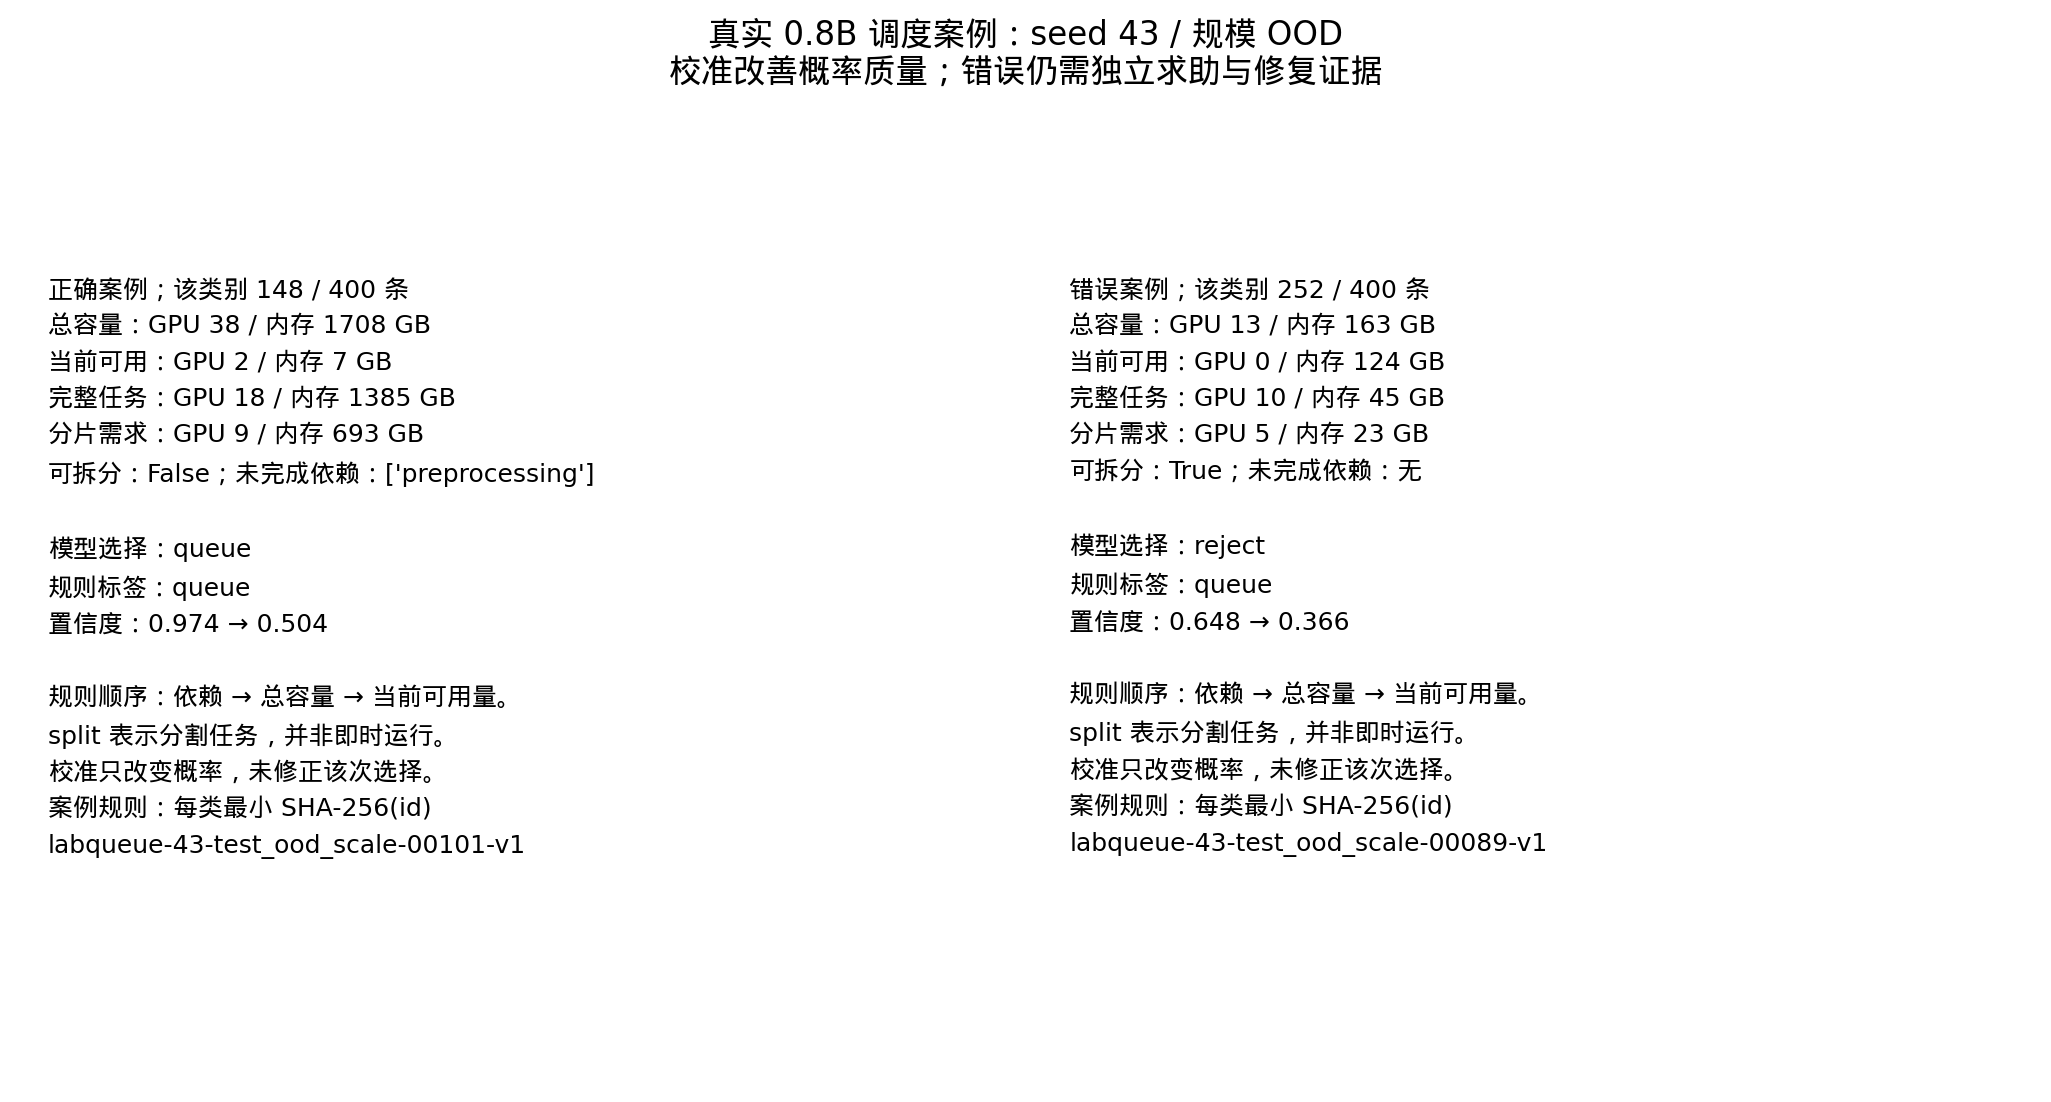 真实 0.8B 调度案例：seed 43 / 规模 OOD
校准改善概率质量；错误仍需独立求助与修复证据
正确案例；该类别 148 / 400 条
总容量：GPU 38 / 内存 1708 GB
当前可用：GPU 2 / 内存 7 GB
完整任务：GPU 18 / 内存 1385 GB
分片需求：GPU 9 / 内存 693 GB
可拆分：False；未完成依赖：['preprocessing']
模型选择：queue
规则标签：queue
置信度：0.974 → 0.504
规则顺序：依赖 → 总容量 → 当前可用量。
split 表示分割任务，并非即时运行。
校准只改变概率，未修正该次选择。
案例规则：每类最小 SHA-256(id)
labqueue-43-test_ood_scale-00101-v1
错误案例；该类别 252 / 400 条
总容量：GPU 13 / 内存 163 GB
当前可用：GPU 0 / 内存 124 GB
完整任务：GPU 10 / 内存 45 GB
分片需求：GPU 5 / 内存 23 GB
可拆分：True；未完成依赖：无
模型选择：reject
规则标签：queue
置信度：0.648 → 0.366
规则顺序：依赖 → 总容量 → 当前可用量。
split 表示分割任务，并非即时运行。
校准只改变概率，未修正该次选择。
案例规则：每类最小 SHA-256(id)
labqueue-43-test_ood_scale-00089-v1